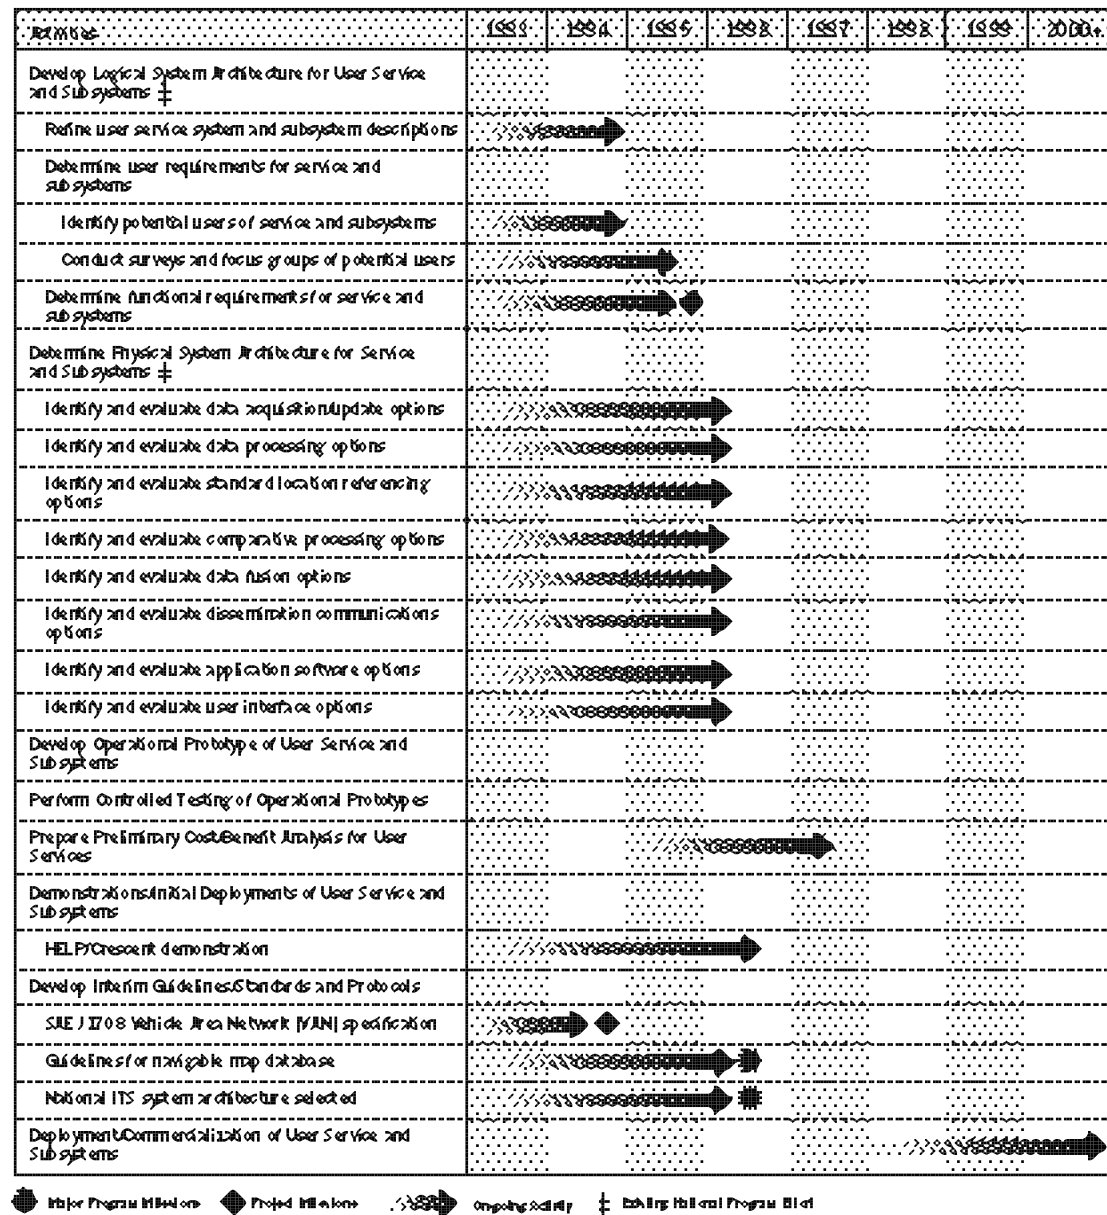 Activities 1993 1994 1995 1996 1997 1998 1999 2000+
Develop Logical System Architecture for User Service
and Subsystems ‡
Refine user service system and subsystem descriptions
Determine user requirements for service and
subsystems
Identify potential users of service and subsystems
Conduct surveys and focus groups of potential users
Determine functional requirements for service and
subsystems
Determine Physical System Architecture for Service
and Subsystems ‡
Identify and evaluate data acquisition/update options
Identify and evaluate data processing options
Identify and evaluate standard location referencing
options
Identify and evaluate comparative processing options
Identify and evaluate data fusion options
Identify and evaluate dissemination communications
options
Identify and evaluate application software options
Identify and evaluate user interface options
Develop Operational Prototype of User Service and
Subsystems
Perform Controlled Testing of Operational Prototypes
Prepare Preliminary Cost/Benefit Analysis for User
Services
Demonstrations/Initial Deployments of User Service and
Subsystems
HELP/Crescent demonstration
Develop Interim Guidelines/Standards and Protocols
SAE J1708 Vehicle Area Network (VAN) specification
Guidelines for navigable map database
National ITS system architecture selected
Deployment/Commercialization of User Service and
Subsystems
Major Program Milestone Project Milestone Ongoing activity ‡ Existing National Program Effort